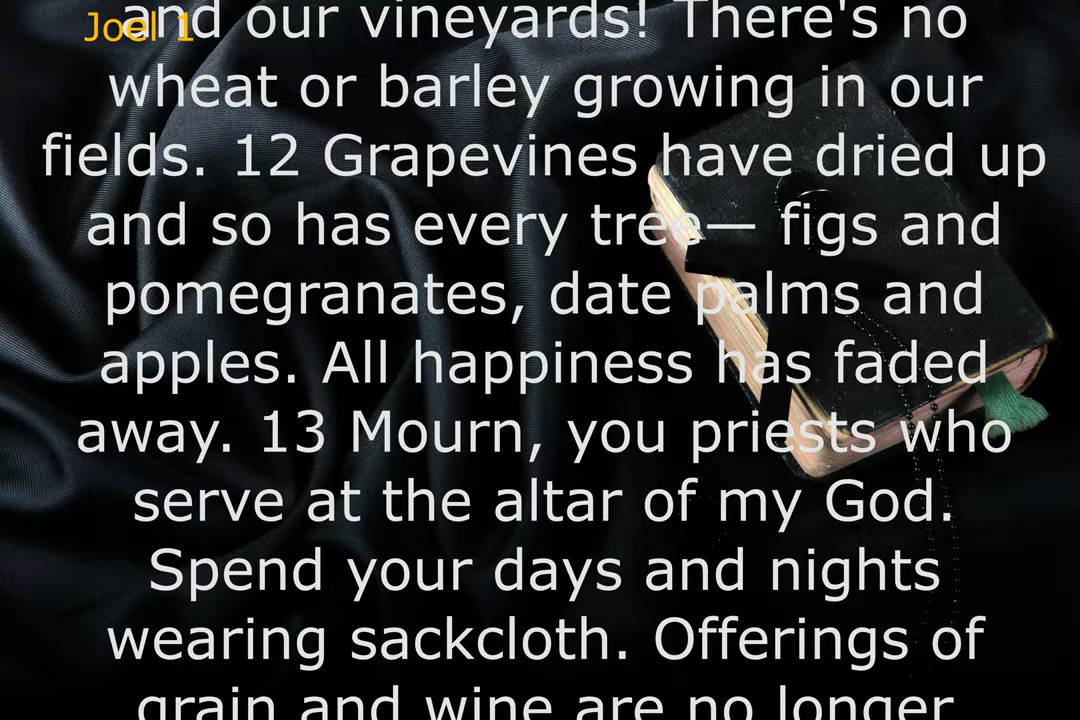 Joel 1
and our vineyards! There's no
wheat or barley growing in our
fields. 12 Grapevines have dried up
and so has every tree— figs and
pomegranates, date palms and
apples. All happiness has faded
away. 13 Mourn, you priests who
serve at the altar of my God.
Spend your days and nights
wearing sackcloth. Offerings of
grain and wine are no longer